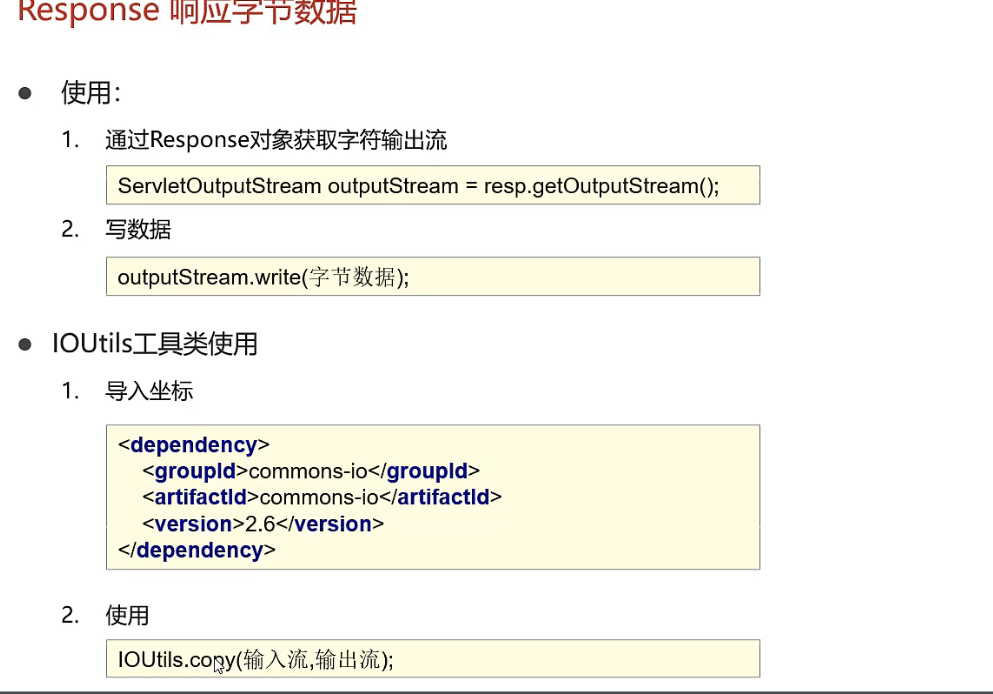 Response 响应字节数据
● 使用：
1. 通过Response对象获取字符输出流
ServletOutputStream outputStream = resp.getOutputStream();
2. 写数据
outputStream.write(字节数据);
● IOUtils工具类使用
1. 导入坐标
<dependency>
<groupId>commons-io</groupId>
<artifactId>commons-io</artifactId>
<version>2.6</version>
</dependency>
2. 使用
IOUtils.copy(输入流,输出流);